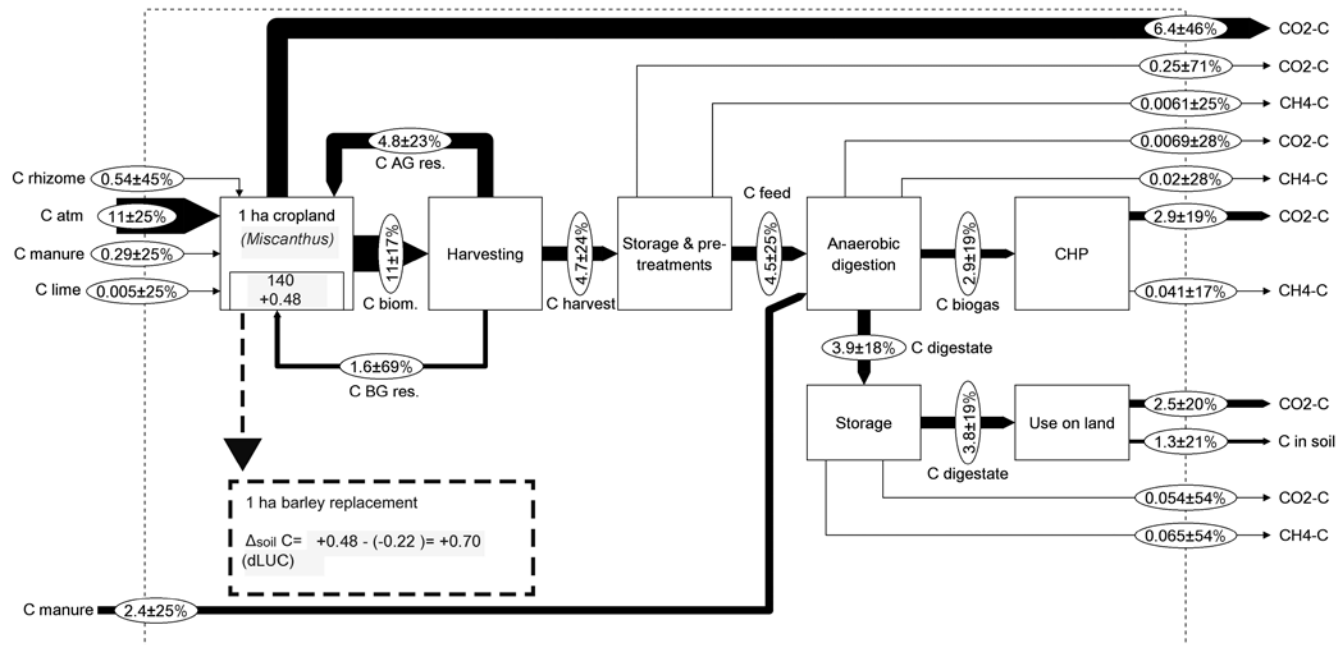 6.4±46%
CO2-C
0.25±71%
CO2-C
0.0061±25%
CH4-C
4.8±23%
0.0069±28%
CO2-C
C AG res.
C rhizome
0.54±45%
0.02±28%
CH4-C
C feed
C atm
11±25%
1 ha cropland
(Miscanthus)
2.9±19%
CO2-C
C manure
0.29±25%
11±17%
Harvesting
4.7±24%
Storage & pre-
treatments
4.5±25%
Anaerobic
digestion
2.9±19%
CHP
C lime
0.005±25%
140
+0.48
C biom.
C harvest
C biogas
0.041±17%
CH4-C
3.9±18%
C digestate
1.6±69%
C BG res.
2.5±20%
CO2-C
Storage
3.8±19%
Use on land
1.3±21%
C in soil
C digestate
1 ha barley replacement
0.054±54%
CO2-C
Δsoil C= +0.48 - (-0.22 )= +0.70
(dLUC)
0.065±54%
CH4-C
C manure
2.4±25%